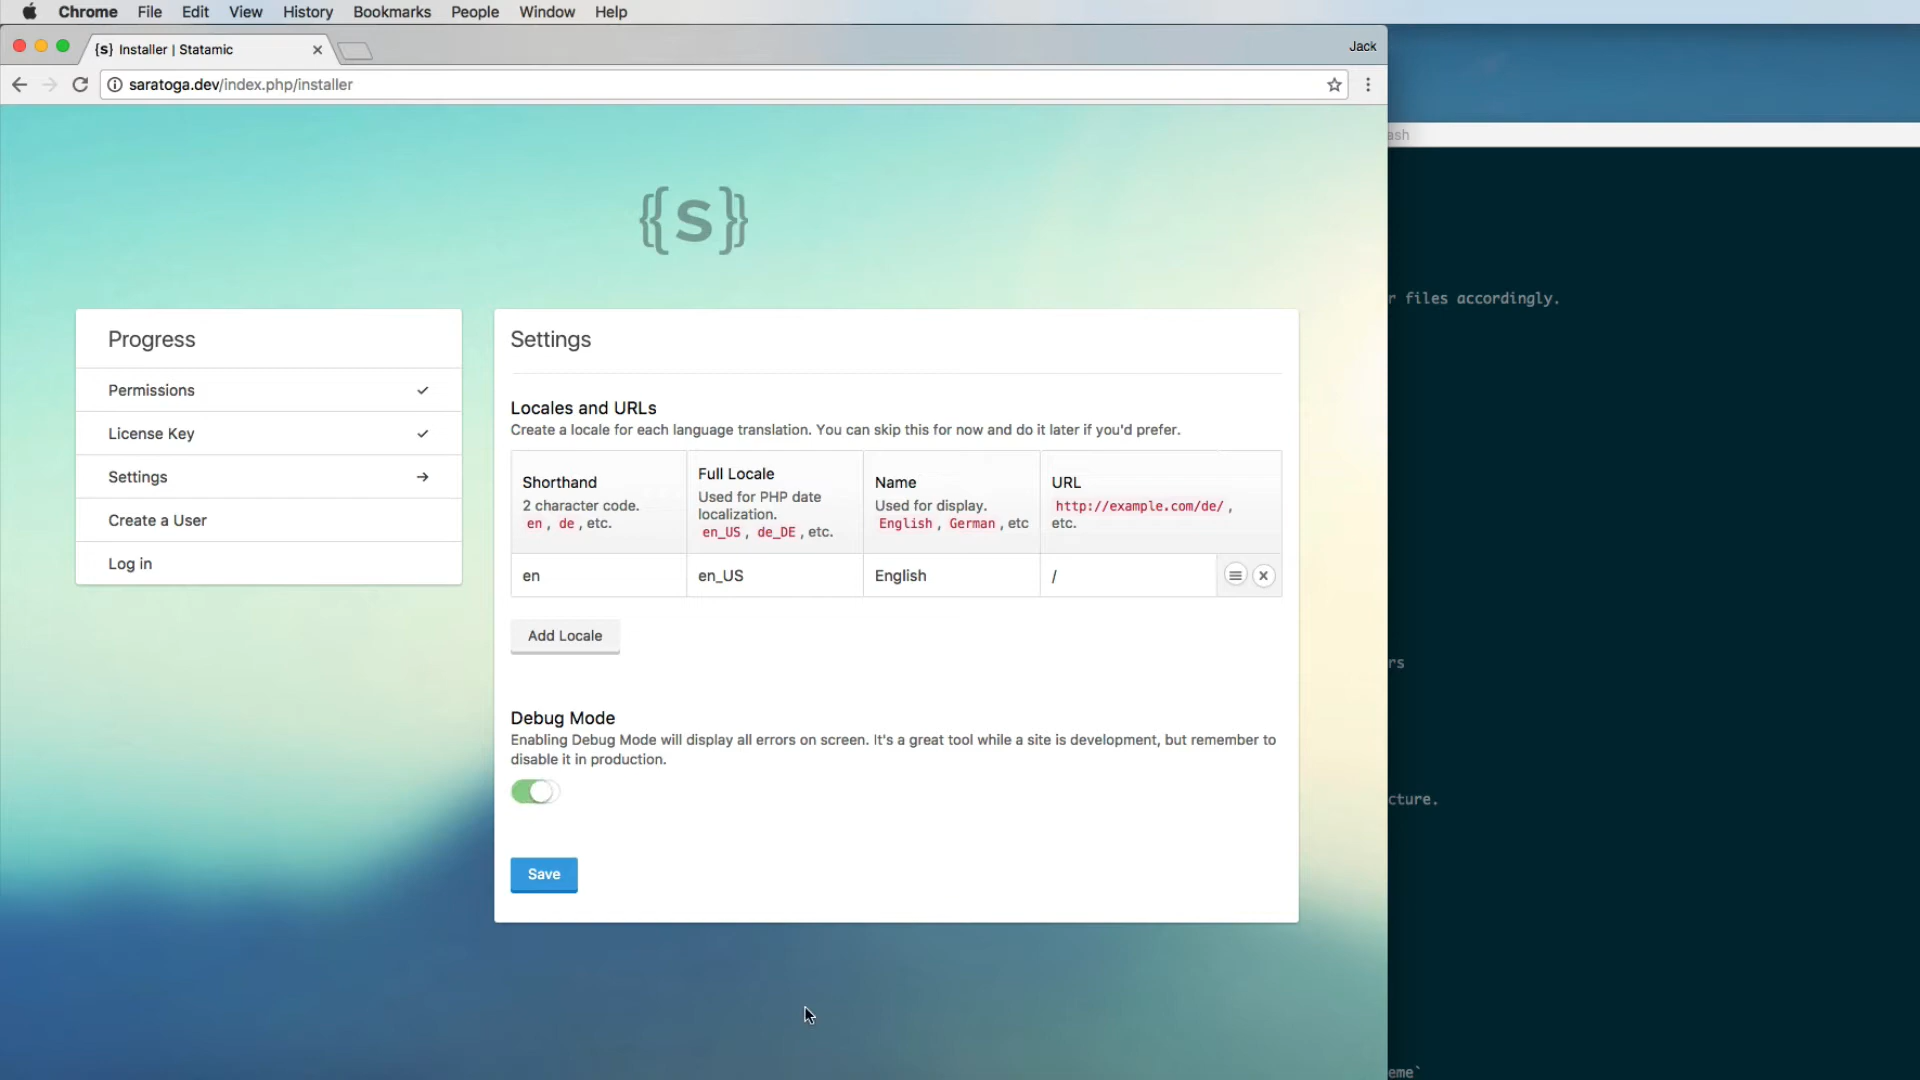 Chrome File Edit View History Bookmarks People Window Help
{s} Installer | Statamic
Jack
saratoga.dev/index.php/installer
{{s}}
Progress
Permissions
License Key
Settings
Create a User
Log in
Settings
Locales and URLs
Create a locale for each language translation. You can skip this for now and do it later if you'd prefer.
Shorthand
2 character code.
en , de , etc.
Full Locale
Used for PHP date
localization.
en_US , de_DE , etc.
Name
Used for display.
English , German , etc
URL
http://example.com/de/ ,
etc.
en en_US English /
Add Locale
Debug Mode
Enabling Debug Mode will display all errors on screen. It's a great tool while a site is development, but remember to
disable it in production.
Save
ash
r files accordingly.
rs
cture.
eme`